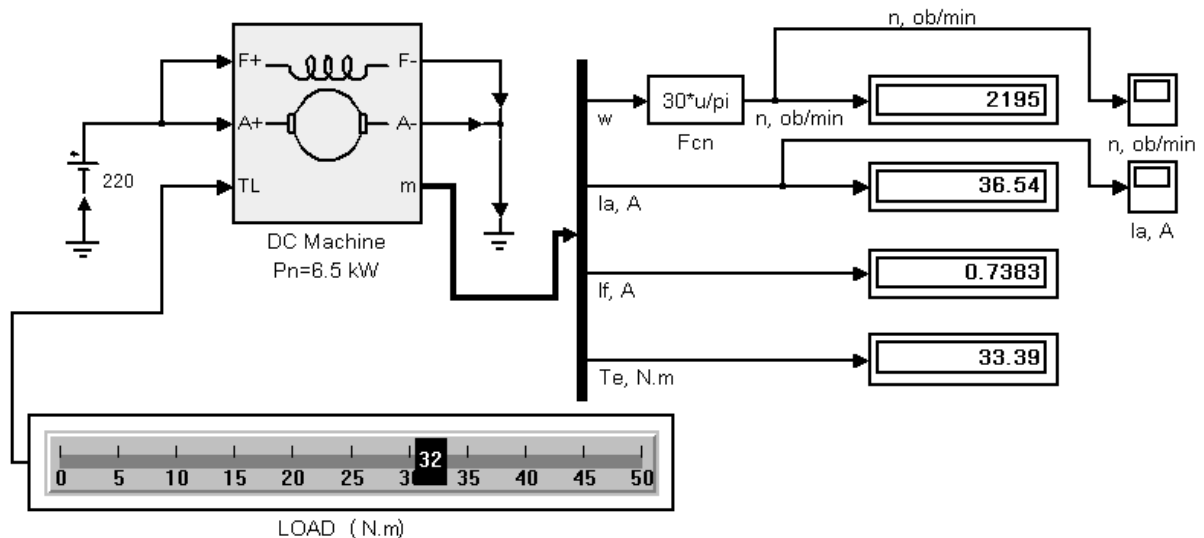 n, ob/min
F+ F-
A+ A-
TL m
+
220
DC Machine
Pn=6.5 kW
w
30*u/pi
Fcn
n, ob/min
2195
n, ob/min
Ia, A
36.54
Ia, A
If, A
0.7383
Te, N.m
33.39
32
0 5 10 15 20 25 30 35 40 45 50
LOAD ( N.m)